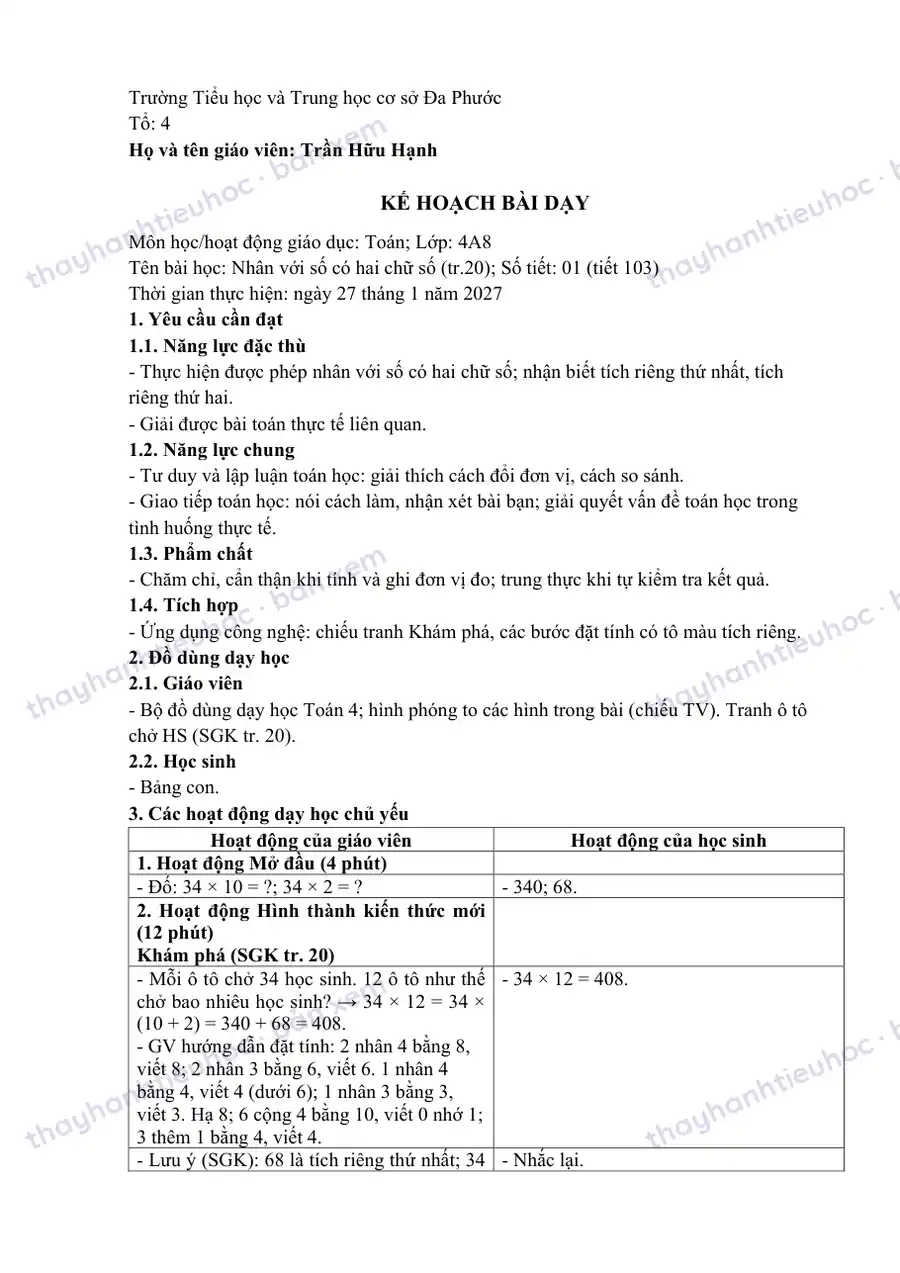 Trường Tiểu học và Trung học cơ sở Đa Phước
Tổ: 4
Họ và tên giáo viên: Trần Hữu Hạnh
KẾ HOẠCH BÀI DẠY
Môn học/hoạt động giáo dục: Toán; Lớp: 4A8
Tên bài học: Nhân với số có hai chữ số (tr.20); Số tiết: 01 (tiết 103)
Thời gian thực hiện: ngày 27 tháng 1 năm 2027
1. Yêu cầu cần đạt
1.1. Năng lực đặc thù
- Thực hiện được phép nhân với số có hai chữ số; nhận biết tích riêng thứ nhất, tích
riêng thứ hai.
- Giải được bài toán thực tế liên quan.
1.2. Năng lực chung
- Tư duy và lập luận toán học: giải thích cách đổi đơn vị, cách so sánh.
- Giao tiếp toán học: nói cách làm, nhận xét bài bạn; giải quyết vấn đề toán học trong
tình huống thực tế.
1.3. Phẩm chất
- Chăm chỉ, cẩn thận khi tính và ghi đơn vị đo; trung thực khi tự kiểm tra kết quả.
1.4. Tích hợp
- Ứng dụng công nghệ: chiếu tranh Khám phá, các bước đặt tính có tô màu tích riêng.
2. Đồ dùng dạy học
2.1. Giáo viên
- Bộ đồ dùng dạy học Toán 4; hình phóng to các hình trong bài (chiếu TV). Tranh ô tô
chở HS (SGK tr. 20).
2.2. Học sinh
- Bảng con.
3. Các hoạt động dạy học chủ yếu
Hoạt động của giáo viên
Hoạt động của học sinh
1. Hoạt động Mở đầu (4 phút)
- Đố: 34 × 10 = ?; 34 × 2 = ?
- 340; 68.
2. Hoạt động Hình thành kiến thức mới
(12 phút)
Khám phá (SGK tr. 20)
- Mỗi ô tô chở 34 học sinh. 12 ô tô như thế
chở bao nhiêu học sinh? → 34 × 12 = 34 ×
(10 + 2) = 340 + 68 = 408.
- GV hướng dẫn đặt tính: 2 nhân 4 bằng 8,
viết 8; 2 nhân 3 bằng 6, viết 6. 1 nhân 4
bằng 4, viết 4 (dưới 6); 1 nhân 3 bằng 3,
viết 3. Hạ 8; 6 cộng 4 bằng 10, viết 0 nhớ 1;
3 thêm 1 bằng 4, viết 4.
- 34 × 12 = 408.
- Lưu ý (SGK): 68 là tích riêng thứ nhất; 34
- Nhắc lại.
thayhanhtieuhoc · bản xem
thayhanhtieuhoc · b
thayhanhtieuhoc · bản xem
thayhanhtieuhoc · b
thayhanhtieuhoc · bản xem
thayhanhtieuhoc · b